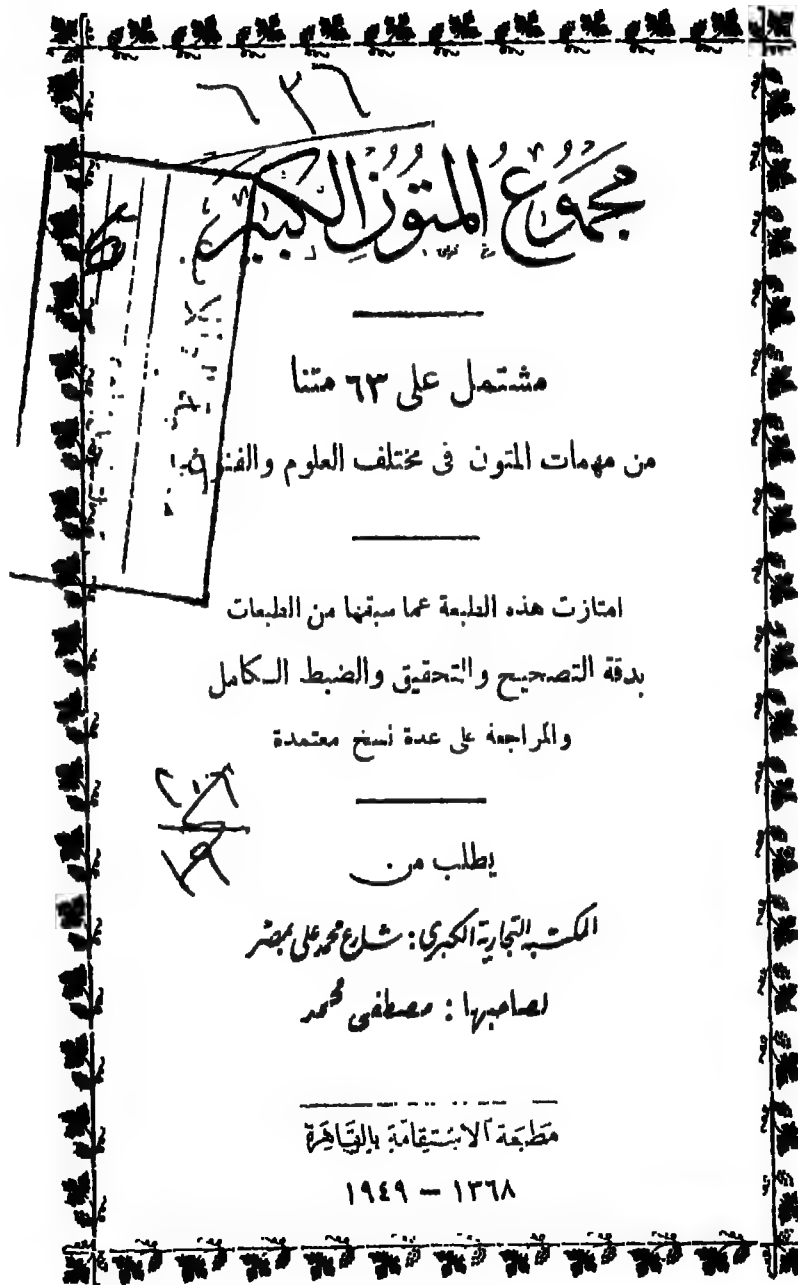 ٦٣٦
مجموع المتون الكبير
مشتمل على ٦٣ متنا
من مهمات المتون فى مختلف العلوم والفنون
امتازت هذه الطبعة عما سبقها من الطبعات
بدقة التصحيح والتحقيق والضبط الكامل
والمراجعة على عدة نسخ معتمدة
يطلب من
المكتبة التجارية الكبرى: شارع محمد على بمصر
لصاحبها: مصطفى محمد
مطبعة الاستقامة بالقاهرة
١٣٦٨ – ١٩٤٩